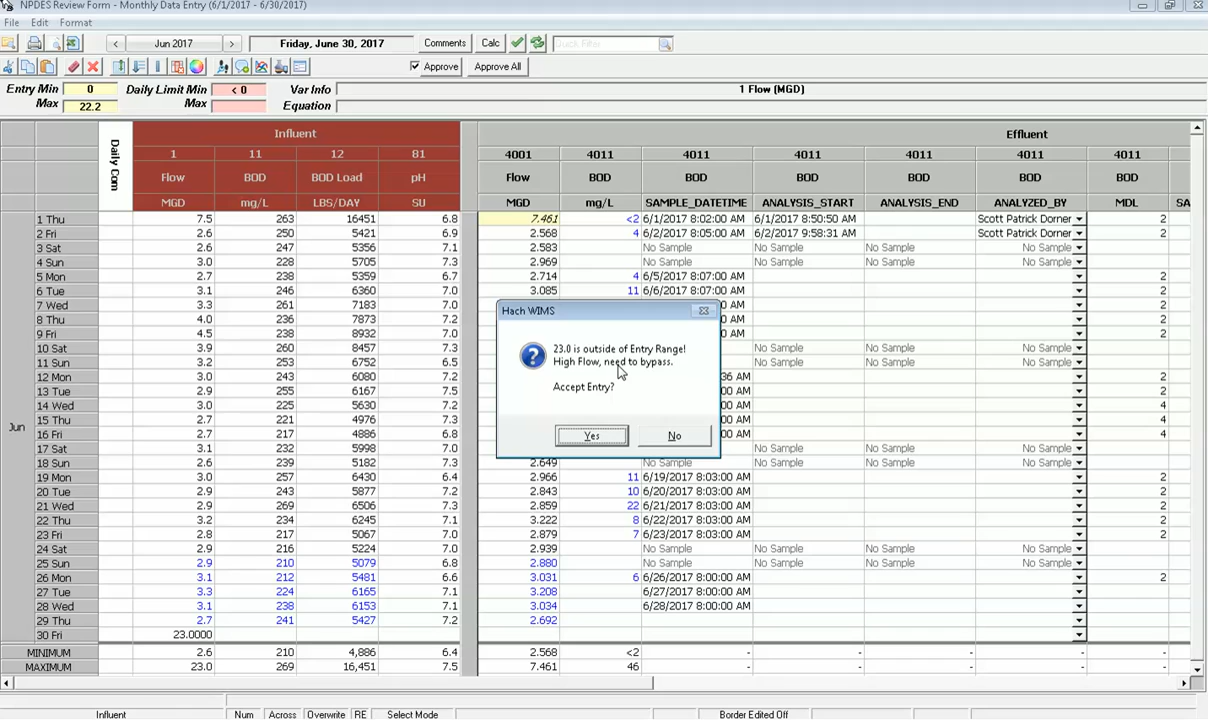 NPDES Review Form - Monthly Data Entry (6/1/2017 - 6/30/2017)
File Edit Format
< Jun 2017 > Friday, June 30, 2017 Comments Calc Quick Filter
Approve Approve All
Entry Min 0 Daily Limit Min < 0 Var Info 1 Flow (MGD)
Max 22.2 Max Equation
Daily Com
Influent Effluent
1 11 12 81 4001 4011 4011 4011 4011 4011 4011
Flow BOD BOD Load pH Flow BOD BOD BOD BOD BOD BOD
MGD mg/L LBS/DAY SU MGD mg/L SAMPLE_DATETIME ANALYSIS_START ANALYSIS_END ANALYZED_BY MDL SA
Jun
1 Thu 7.5 263 16451 6.8 7.461 <2 6/1/2017 8:02:00 AM 6/1/2017 8:50:50 AM Scott Patrick Dorner 2
2 Fri 2.6 250 5421 6.9 2.568 4 6/2/2017 8:05:00 AM 6/2/2017 9:58:31 AM Scott Patrick Dorner 2
3 Sat 2.6 247 5356 7.1 2.583 No Sample No Sample No Sample No Sample
4 Sun 3.0 228 5705 7.3 2.969 No Sample No Sample No Sample No Sample
5 Mon 2.7 238 5359 6.7 2.714 4 6/5/2017 8:07:00 AM 2
6 Tue 3.1 246 6360 7.0 3.085 11 6/6/2017 8:07:00 AM 2
7 Wed 3.3 261 7183 7.0 0 AM 2
8 Thu 4.0 236 7873 7.2 0 AM 2
9 Fri 4.5 238 8932 7.0 0 AM 2
10 Sat 3.9 260 8457 7.3 No Sample No Sample No Sample
11 Sun 3.2 253 6752 6.5 No Sample No Sample No Sample
12 Mon 3.0 243 6080 7.2 36 AM 2
13 Tue 2.9 255 6167 7.5 0 AM 2
14 Wed 3.0 225 5630 7.2 0 AM 4
15 Thu 2.7 221 4976 7.3 0 AM 4
16 Fri 2.7 217 4886 6.8 0 AM 4
17 Sat 3.1 232 5998 7.0 No Sample No Sample No Sample
18 Sun 2.6 239 5182 7.3 2.649 No Sample No Sample No Sample No Sample
19 Mon 3.0 257 6430 6.4 2.966 11 6/19/2017 8:03:00 AM 2
20 Tue 2.9 243 5877 7.2 2.843 10 6/20/2017 8:03:00 AM 2
21 Wed 2.9 269 6506 7.3 2.859 22 6/21/2017 8:03:00 AM 2
22 Thu 3.2 234 6245 7.1 3.222 8 6/22/2017 8:03:00 AM 2
23 Fri 2.8 217 5067 7.0 2.879 7 6/23/2017 8:03:00 AM 2
24 Sat 2.9 216 5224 7.0 2.939 No Sample No Sample No Sample No Sample
25 Sun 2.9 210 5079 6.8 2.880 No Sample No Sample No Sample No Sample
26 Mon 3.1 212 5481 6.6 3.031 6 6/26/2017 8:00:00 AM 2
27 Tue 3.3 224 6165 7.1 3.208 6/27/2017 8:00:00 AM
28 Wed 3.1 238 6153 7.1 3.034 6/28/2017 8:00:00 AM
29 Thu 2.7 241 5427 7.2 2.692
30 Fri 23.0000
MINIMUM 2.6 210 4,886 6.4 2.568 <2 - - - - -
MAXIMUM 23.0 269 16,451 7.5 7.461 46 - - - - -
Hach WIMS
23.0 is outside of Entry Range!
High Flow, need to bypass.
Accept Entry?
Yes No
Influent Num Across Overwrite RE Select Mode Border Edited Off